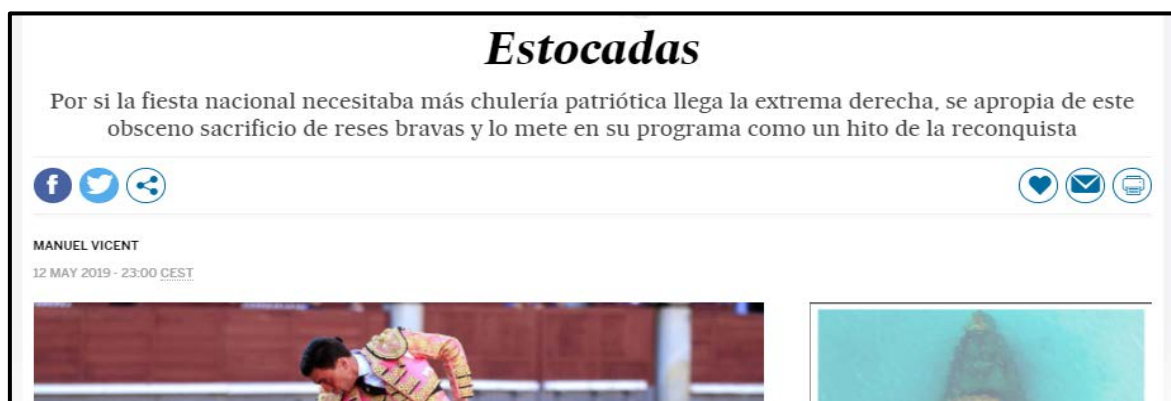 Estocadas
Por si la fiesta nacional necesitaba más chulería patriótica llega la extrema derecha, se apropia de este
obsceno sacrificio de reses bravas y lo mete en su programa como un hito de la reconquista
f
MANUEL VICENT
12 MAY 2019 - 23:00 CEST